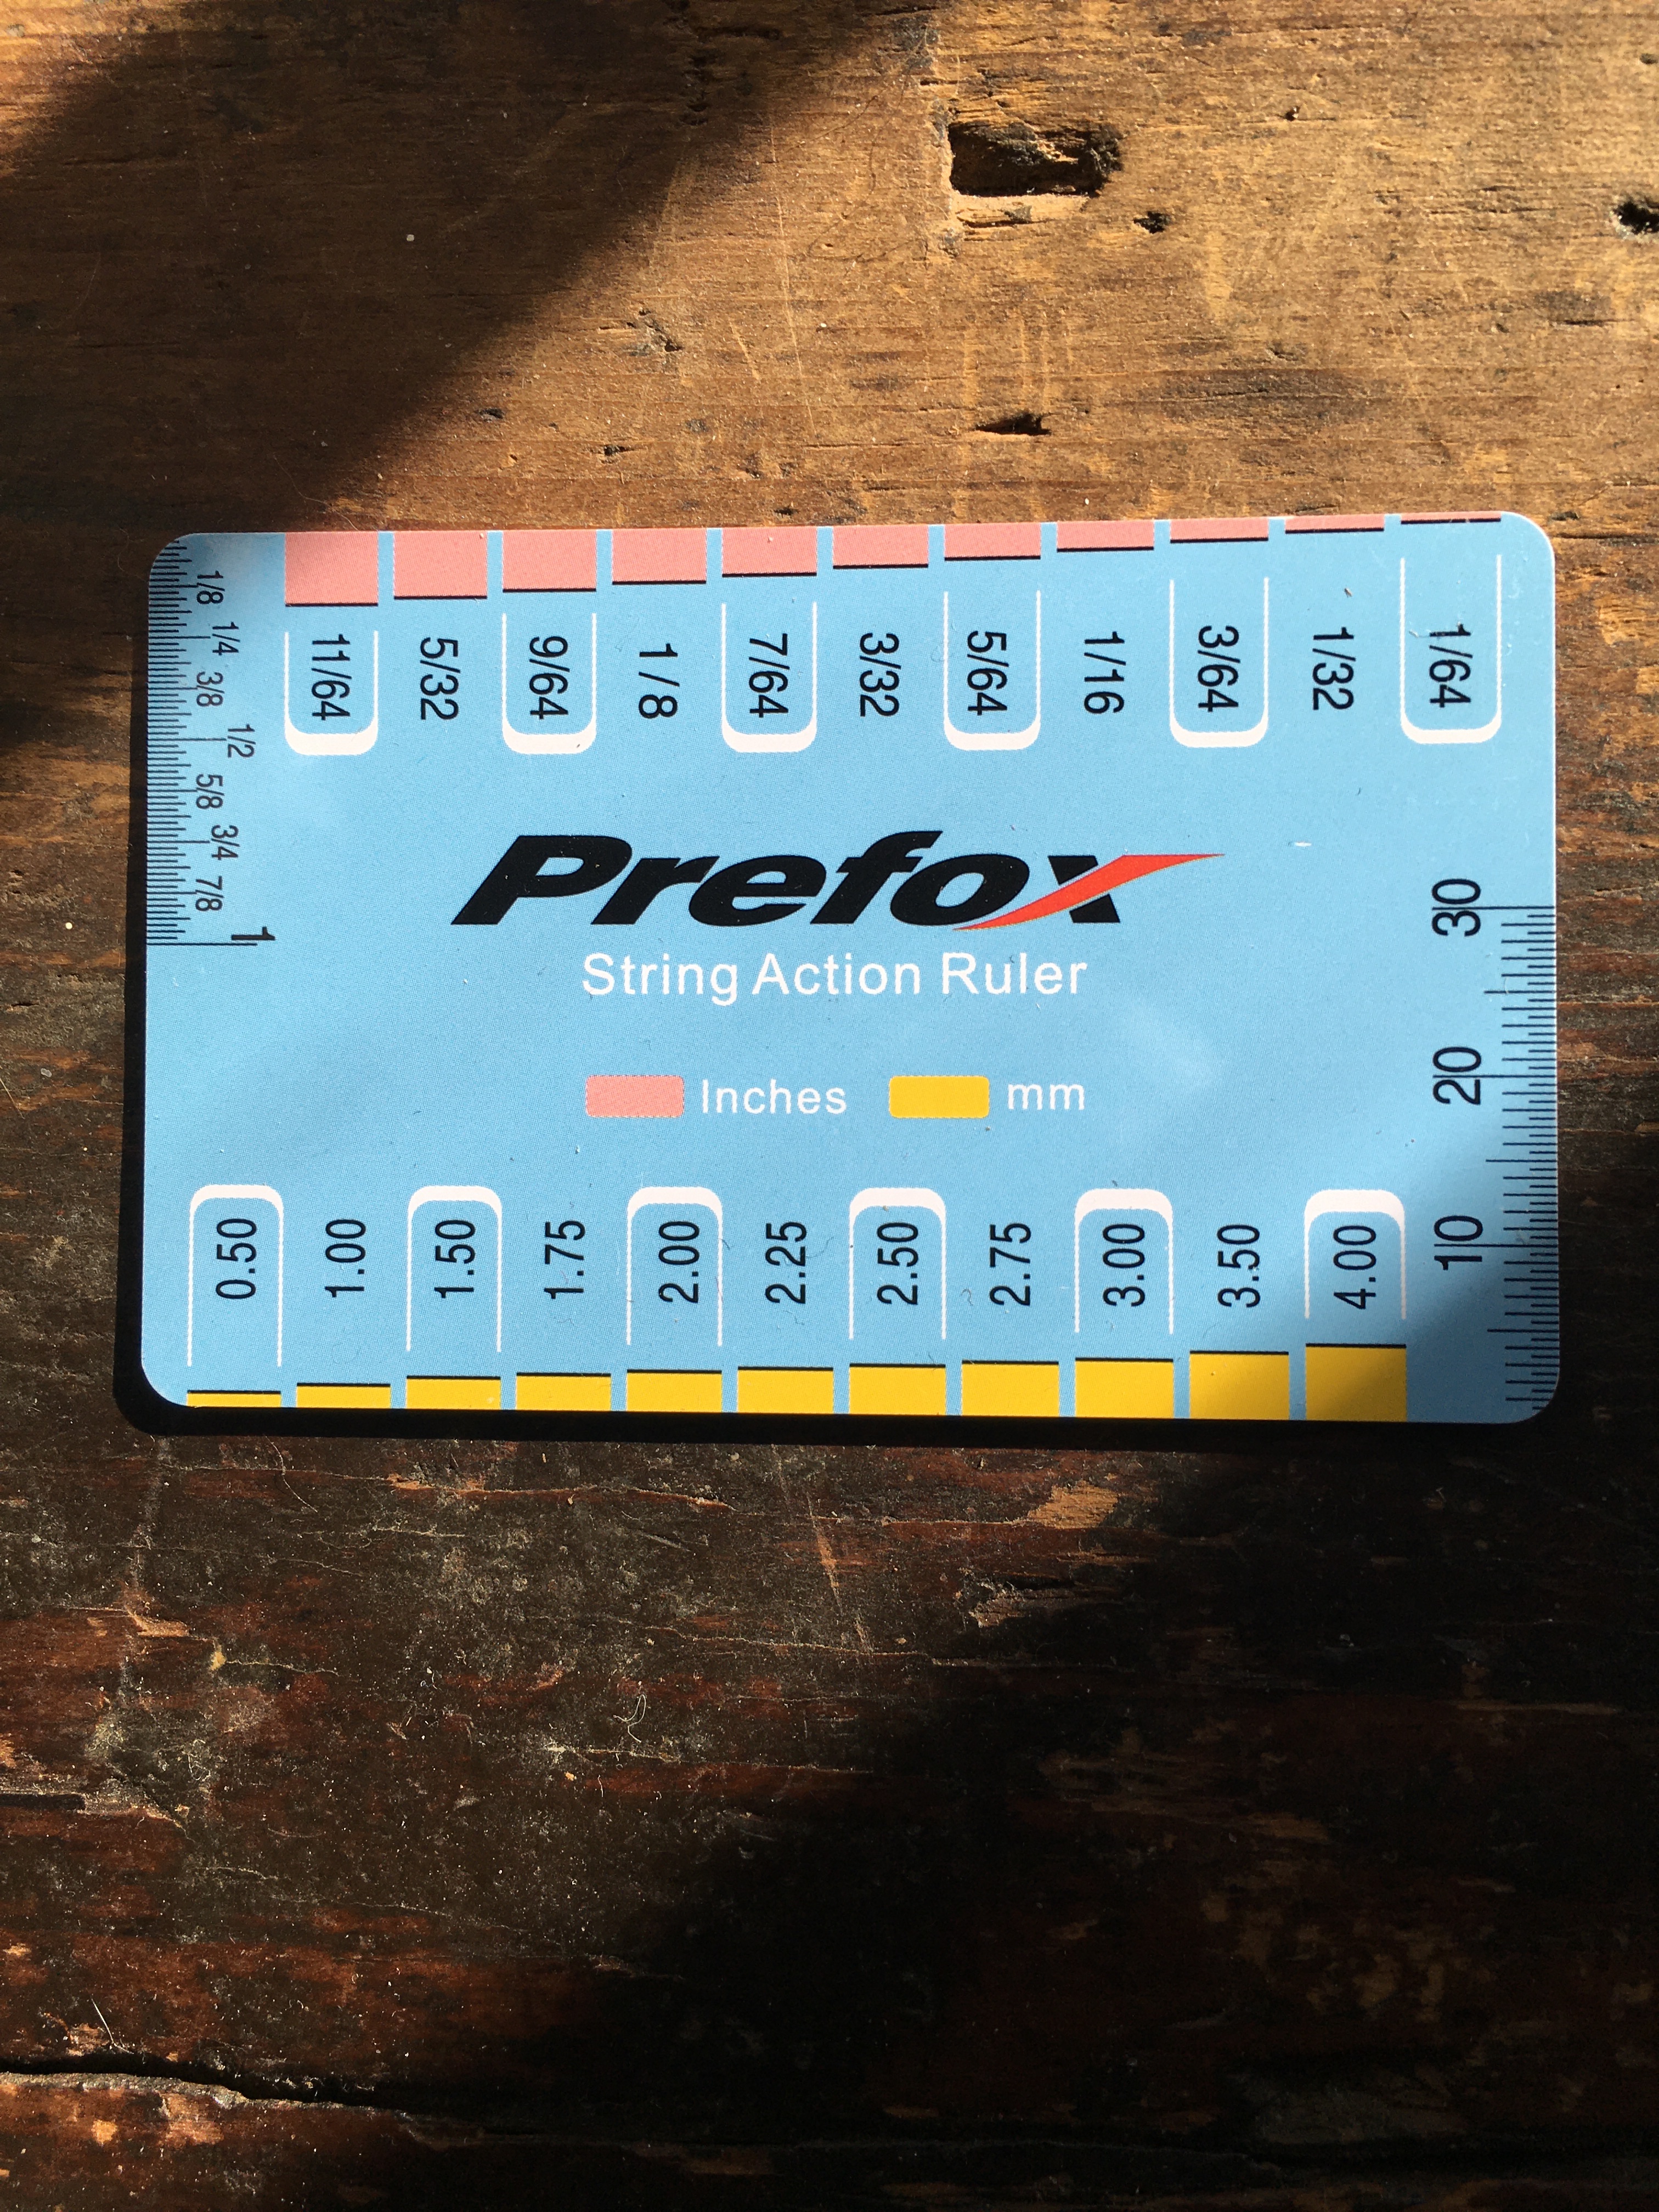 11/64 5/32 9/64 1/8 7/64 3/32 5/64 1/16 3/64 1/32 1/64
1/8 1/4 3/8 1/2 5/8 3/4 7/8 1
Prefox
String Action Ruler
Inches mm
30 20 10
0.50 1.00 1.50 1.75 2.00 2.25 2.50 2.75 3.00 3.50 4.00